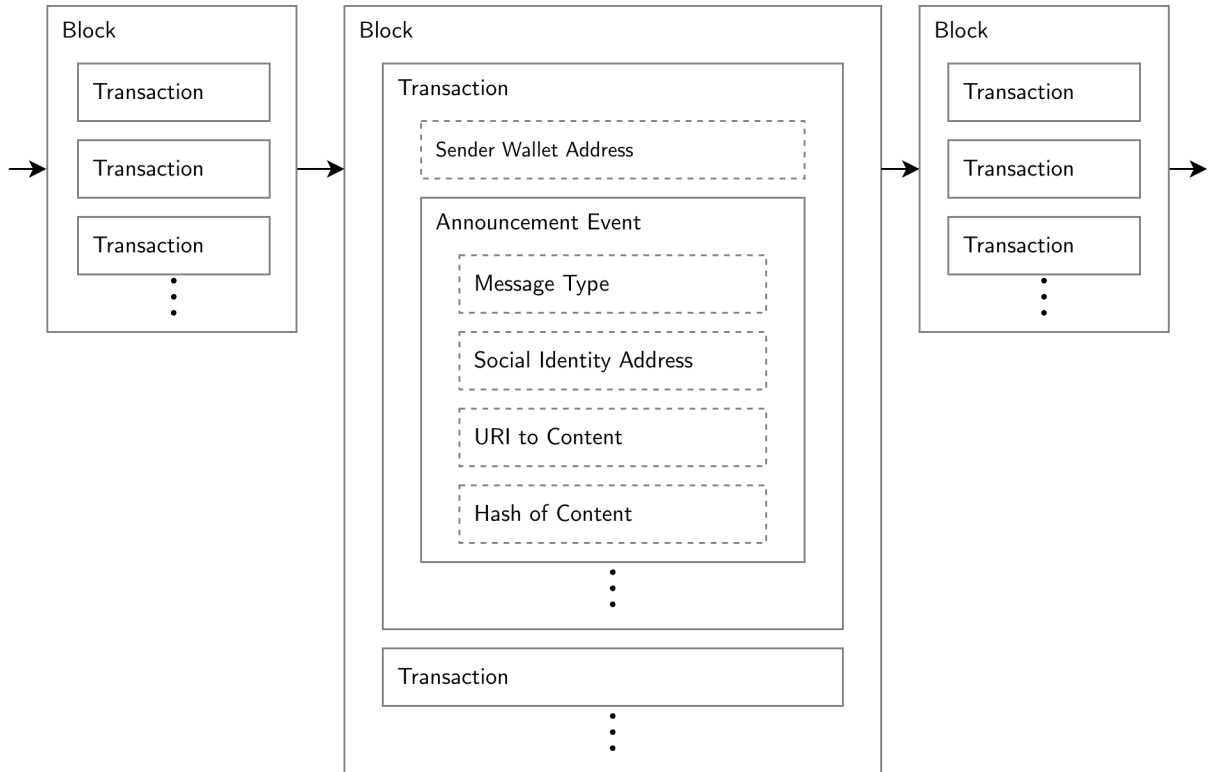 Block
Transaction
Transaction
Transaction
Block
Transaction
Sender Wallet Address
Announcement Event
Message Type
Social Identity Address
URI to Content
Hash of Content
Transaction
Block
Transaction
Transaction
Transaction